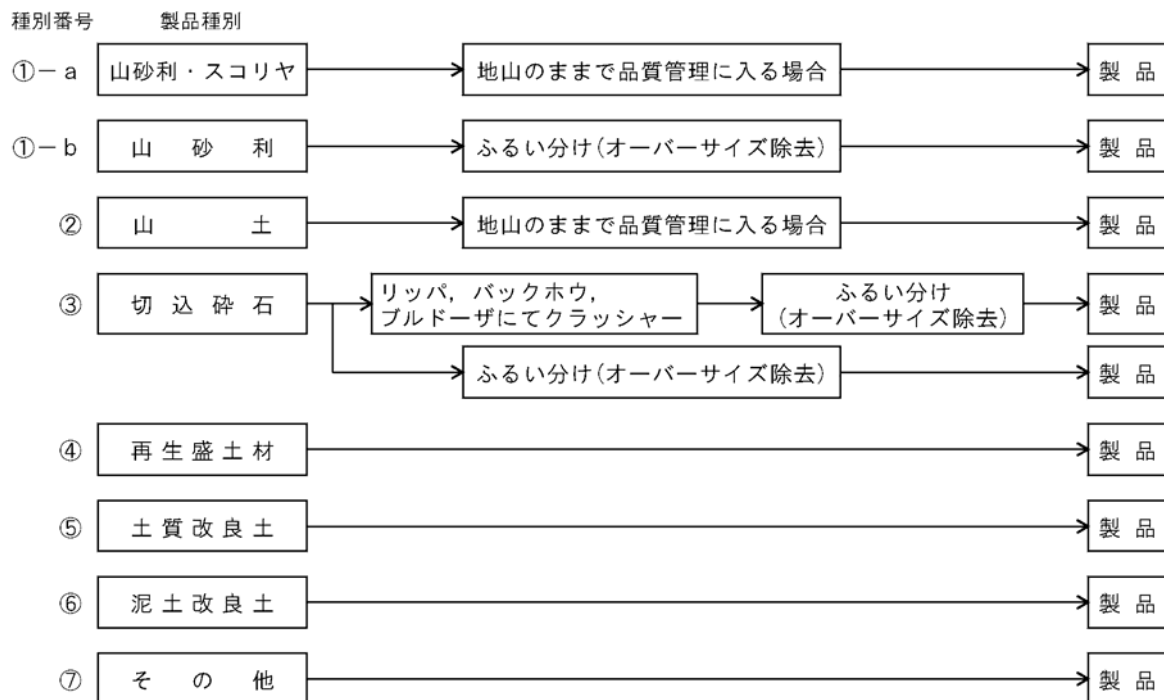 種別番号 製品種別
①－a 山砂利・スコリヤ 地山のままで品質管理に入る場合 製品
①－b 山砂利 ふるい分け(オーバーサイズ除去) 製品
② 山土 地山のままで品質管理に入る場合 製品
③ 切込砕石
リッパ，バックホウ，
ブルドーザにてクラッシャー
ふるい分け
(オーバーサイズ除去)
製品
ふるい分け(オーバーサイズ除去) 製品
④ 再生盛土材 製品
⑤ 土質改良土 製品
⑥ 泥土改良土 製品
⑦ その他 製品